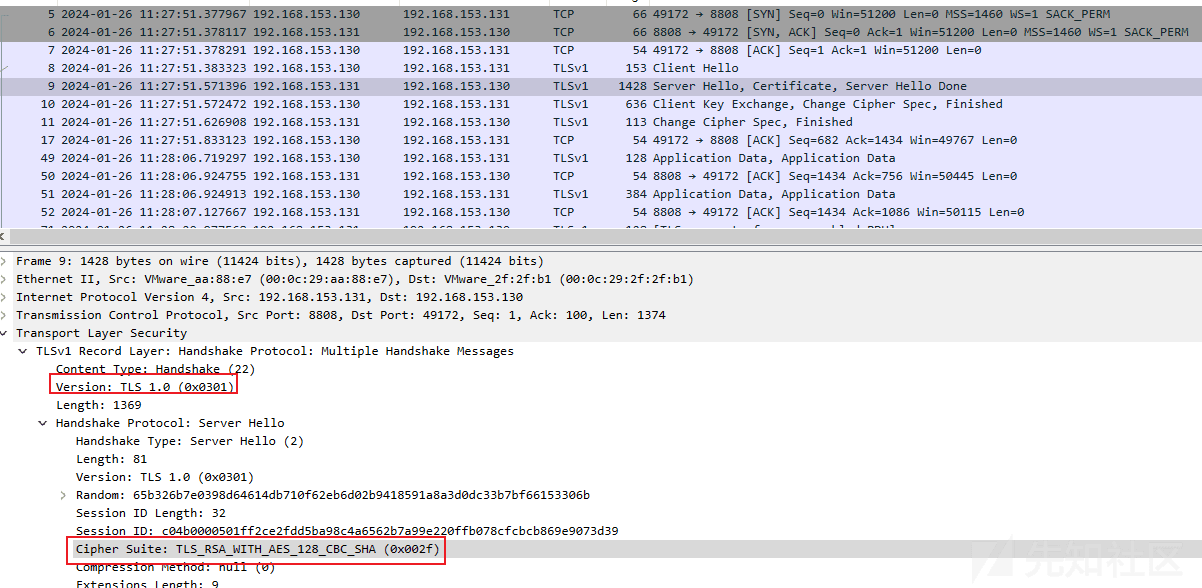 5 2024-01-26 11:27:51.377967 192.168.153.130 192.168.153.131 TCP 66 49172 → 8808 [SYN] Seq=0 Win=51200 Len=0 MSS=1460 WS=1 SACK_PERM
6 2024-01-26 11:27:51.378117 192.168.153.131 192.168.153.130 TCP 66 8808 → 49172 [SYN, ACK] Seq=0 Ack=1 Win=51200 Len=0 MSS=1460 WS=1 SACK_PERM
7 2024-01-26 11:27:51.378291 192.168.153.130 192.168.153.131 TCP 54 49172 → 8808 [ACK] Seq=1 Ack=1 Win=51200 Len=0
8 2024-01-26 11:27:51.383323 192.168.153.130 192.168.153.131 TLSv1 153 Client Hello
9 2024-01-26 11:27:51.571396 192.168.153.131 192.168.153.130 TLSv1 1428 Server Hello, Certificate, Server Hello Done
10 2024-01-26 11:27:51.572472 192.168.153.130 192.168.153.131 TLSv1 636 Client Key Exchange, Change Cipher Spec, Finished
11 2024-01-26 11:27:51.626908 192.168.153.131 192.168.153.130 TLSv1 113 Change Cipher Spec, Finished
17 2024-01-26 11:27:51.833123 192.168.153.130 192.168.153.131 TCP 54 49172 → 8808 [ACK] Seq=682 Ack=1434 Win=49767 Len=0
49 2024-01-26 11:28:06.719297 192.168.153.130 192.168.153.131 TLSv1 128 Application Data, Application Data
50 2024-01-26 11:28:06.924755 192.168.153.131 192.168.153.130 TCP 54 8808 → 49172 [ACK] Seq=1434 Ack=756 Win=50445 Len=0
51 2024-01-26 11:28:06.924913 192.168.153.130 192.168.153.131 TLSv1 384 Application Data, Application Data
52 2024-01-26 11:28:07.127667 192.168.153.131 192.168.153.130 TCP 54 8808 → 49172 [ACK] Seq=1434 Ack=1086 Win=50115 Len=0
Frame 9: 1428 bytes on wire (11424 bits), 1428 bytes captured (11424 bits)
Ethernet II, Src: VMware_aa:88:e7 (00:0c:29:aa:88:e7), Dst: VMware_2f:2f:b1 (00:0c:29:2f:2f:b1)
Internet Protocol Version 4, Src: 192.168.153.131, Dst: 192.168.153.130
Transmission Control Protocol, Src Port: 8808, Dst Port: 49172, Seq: 1, Ack: 100, Len: 1374
Transport Layer Security
TLSv1 Record Layer: Handshake Protocol: Multiple Handshake Messages
Content Type: Handshake (22)
Version: TLS 1.0 (0x0301)
Length: 1369
Handshake Protocol: Server Hello
Handshake Type: Server Hello (2)
Length: 81
Version: TLS 1.0 (0x0301)
Random: 65b326b7e0398d64614db710f62eb6d02b9418591a8a3d0dc33b7bf66153306b
Session ID Length: 32
Session ID: c04b0000501ff2ce2fdd5ba98c4a6562b7a99e220ffb078cfcbcb869e9073d39
Cipher Suite: TLS_RSA_WITH_AES_128_CBC_SHA (0x002f)
Compression Method: null (0)
Extensions Length: 9
先知社区